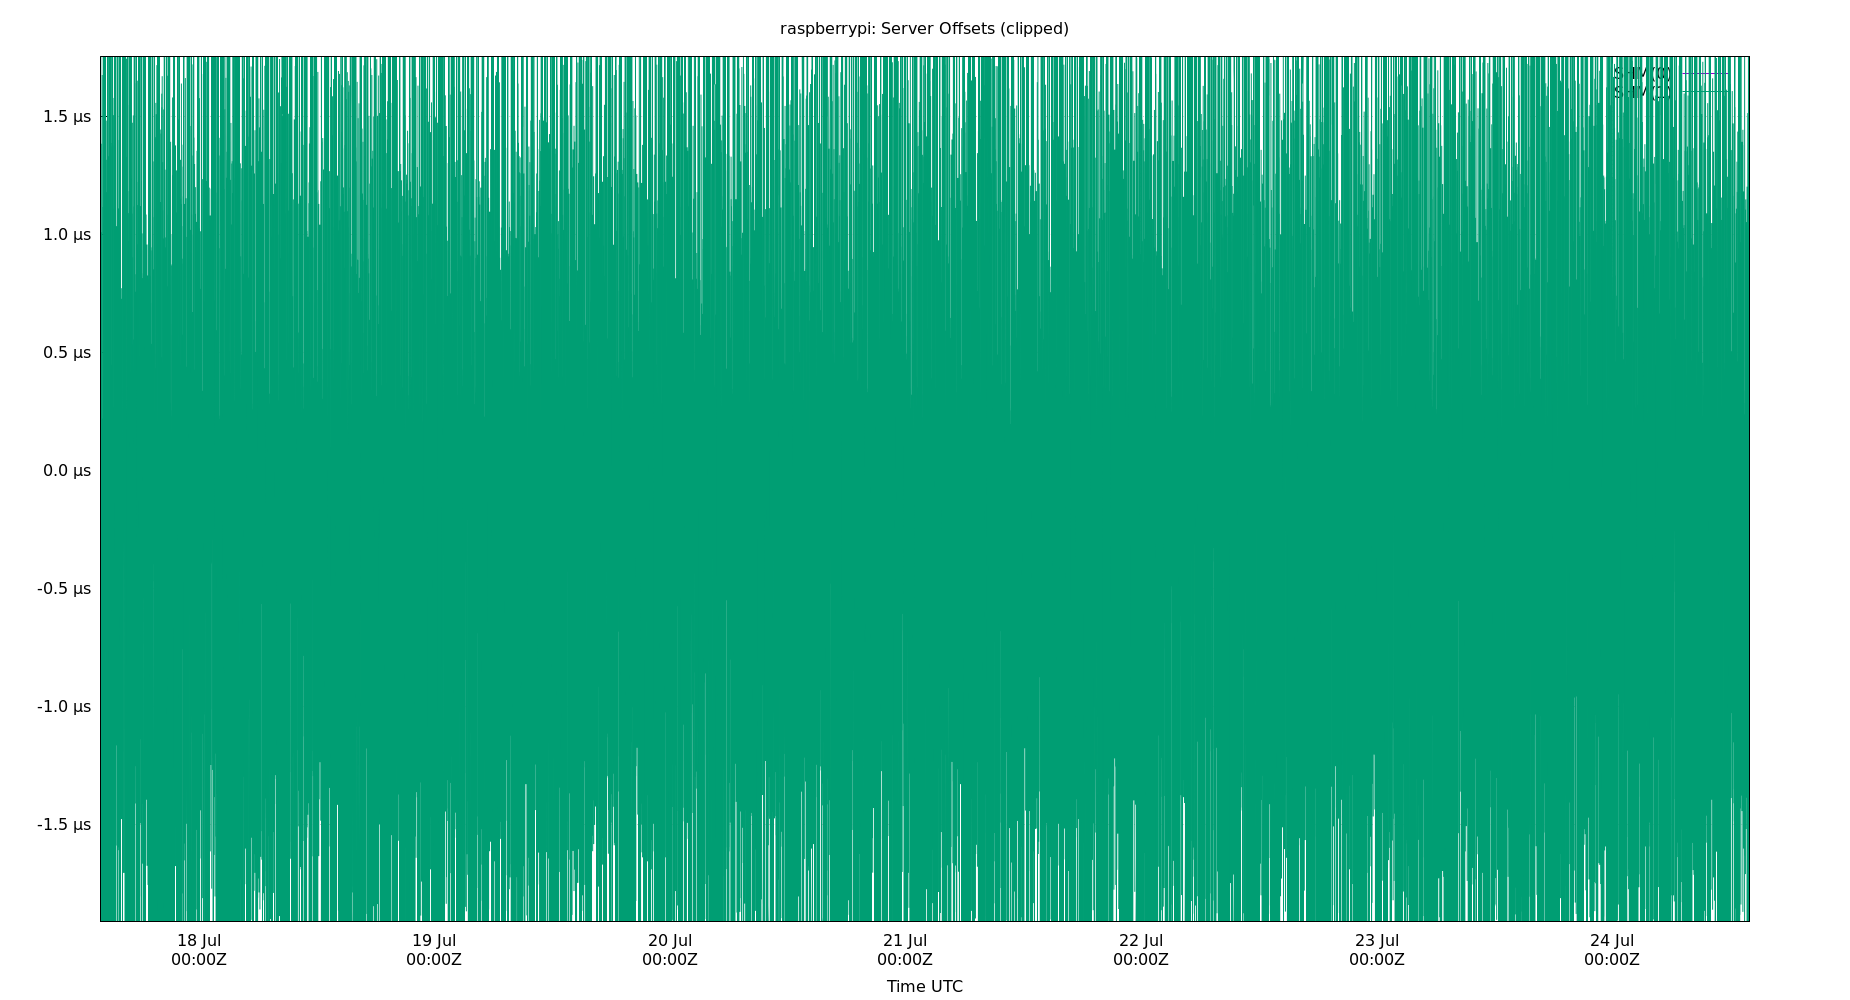 raspberrypi: Server Offsets (clipped)
1.5 µs
1.0 µs
0.5 µs
0.0 µs
-0.5 µs
-1.0 µs
-1.5 µs
18 Jul
00:00Z
19 Jul
00:00Z
20 Jul
00:00Z
21 Jul
00:00Z
22 Jul
00:00Z
23 Jul
00:00Z
24 Jul
00:00Z
Time UTC